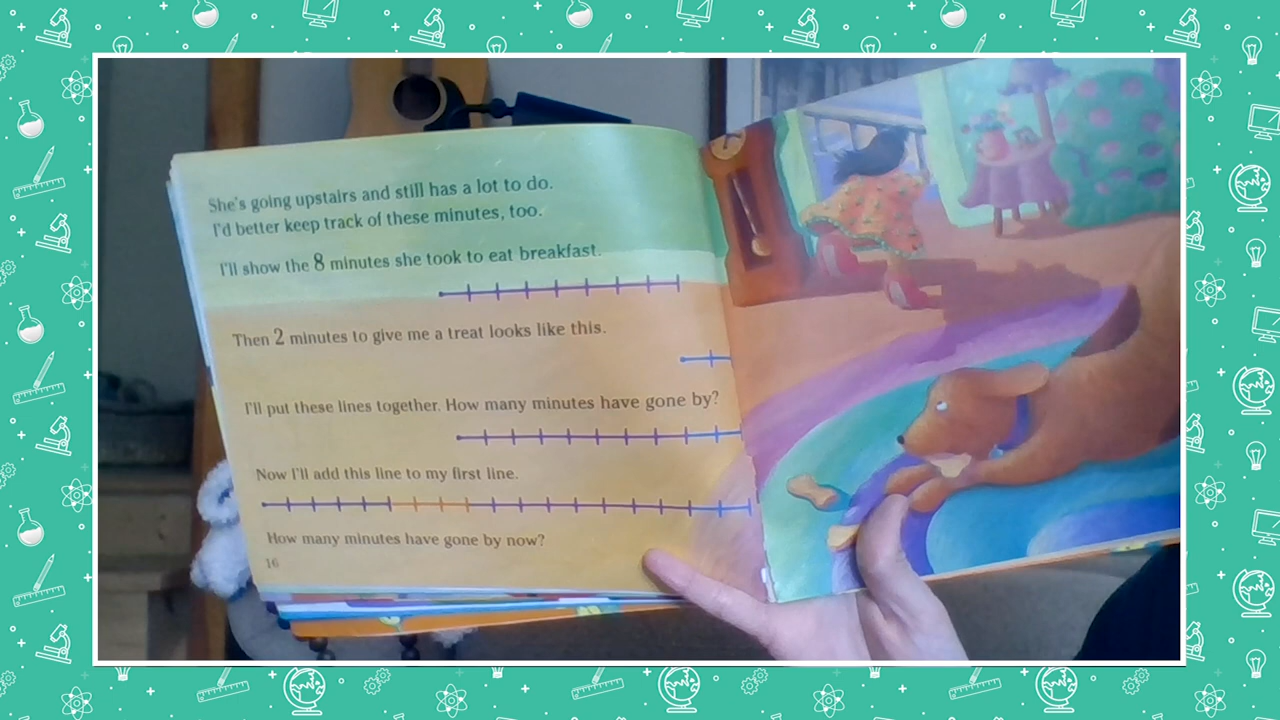 She's going upstairs and still has a lot to do.
I'd better keep track of these minutes, too.
I'll show the 8 minutes she took to eat breakfast.
Then 2 minutes to give me a treat looks like this.
I'll put these lines together. How many minutes have gone by?
Now I'll add this line to my first line.
How many minutes have gone by now?
16